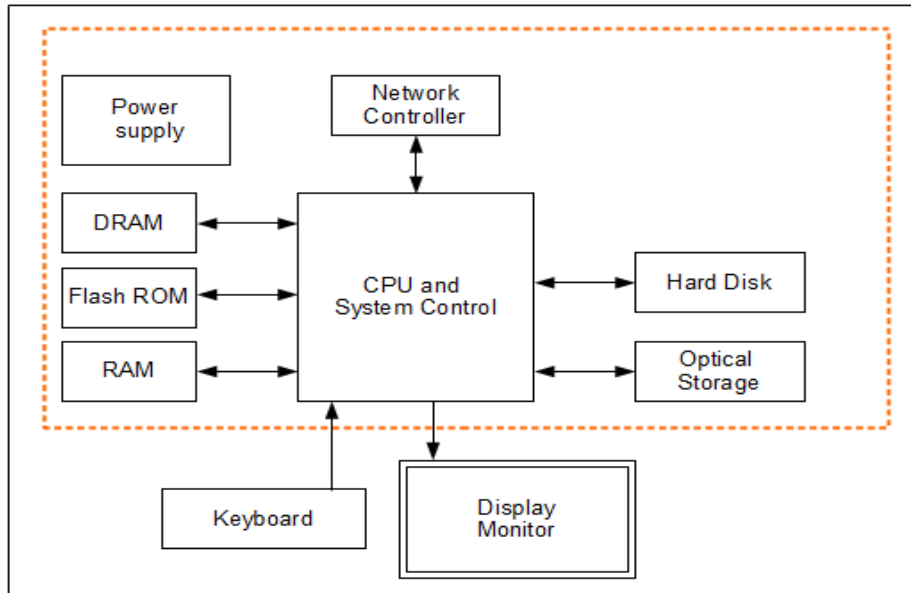 Power
supply
Network
Controller
DRAM
Flash ROM
RAM
CPU and
System Control
Hard Disk
Optical
Storage
Keyboard
Display
Monitor